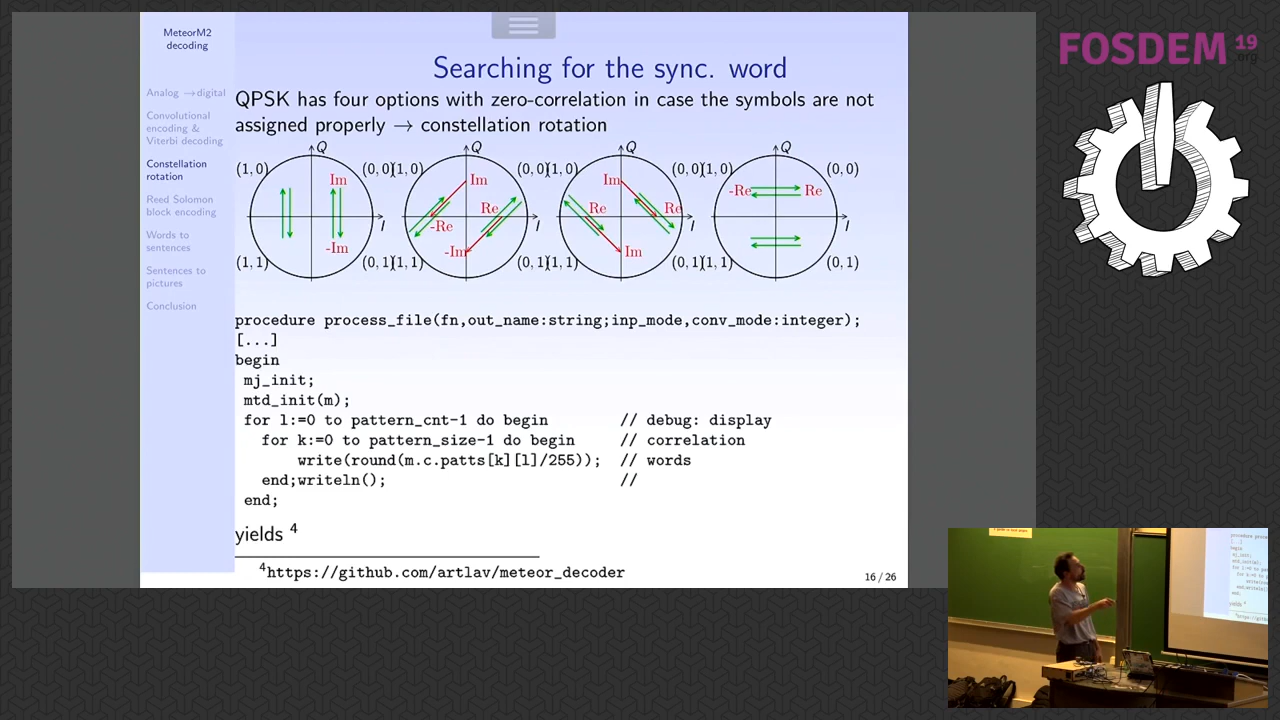 MeteorM2
decoding
Analog →digital
Convolutional
encoding &
Viterbi decoding
Constellation
rotation
Reed Solomon
block encoding
Words to
sentences
Sentences to
pictures
Conclusion
Searching for the sync. word
QPSK has four options with zero-correlation in case the symbols are not
assigned properly → constellation rotation
Q Q Q Q
(1, 0) (0, 0) (1, 0) (0, 0) (1, 0) (0, 0) (1, 0) (0, 0)
Im Im Im -Re Re
Re Re Re
-Re
I I I I
-Im -Im Im
(1, 1) (0, 1) (1, 1) (0, 1) (1, 1) (0, 1) (1, 1) (0, 1)
procedure process_file(fn,out_name:string;inp_mode,conv_mode:integer);
[...]
begin
mj_init;
mtd_init(m);
for l:=0 to pattern_cnt-1 do begin // debug: display
for k:=0 to pattern_size-1 do begin // correlation
write(round(m.c.patts[k][l]/255)); // words
end;writeln(); //
end;
yields 4
4https://github.com/artlav/meteor_decoder
16 / 26
FOSDEM 19
.org